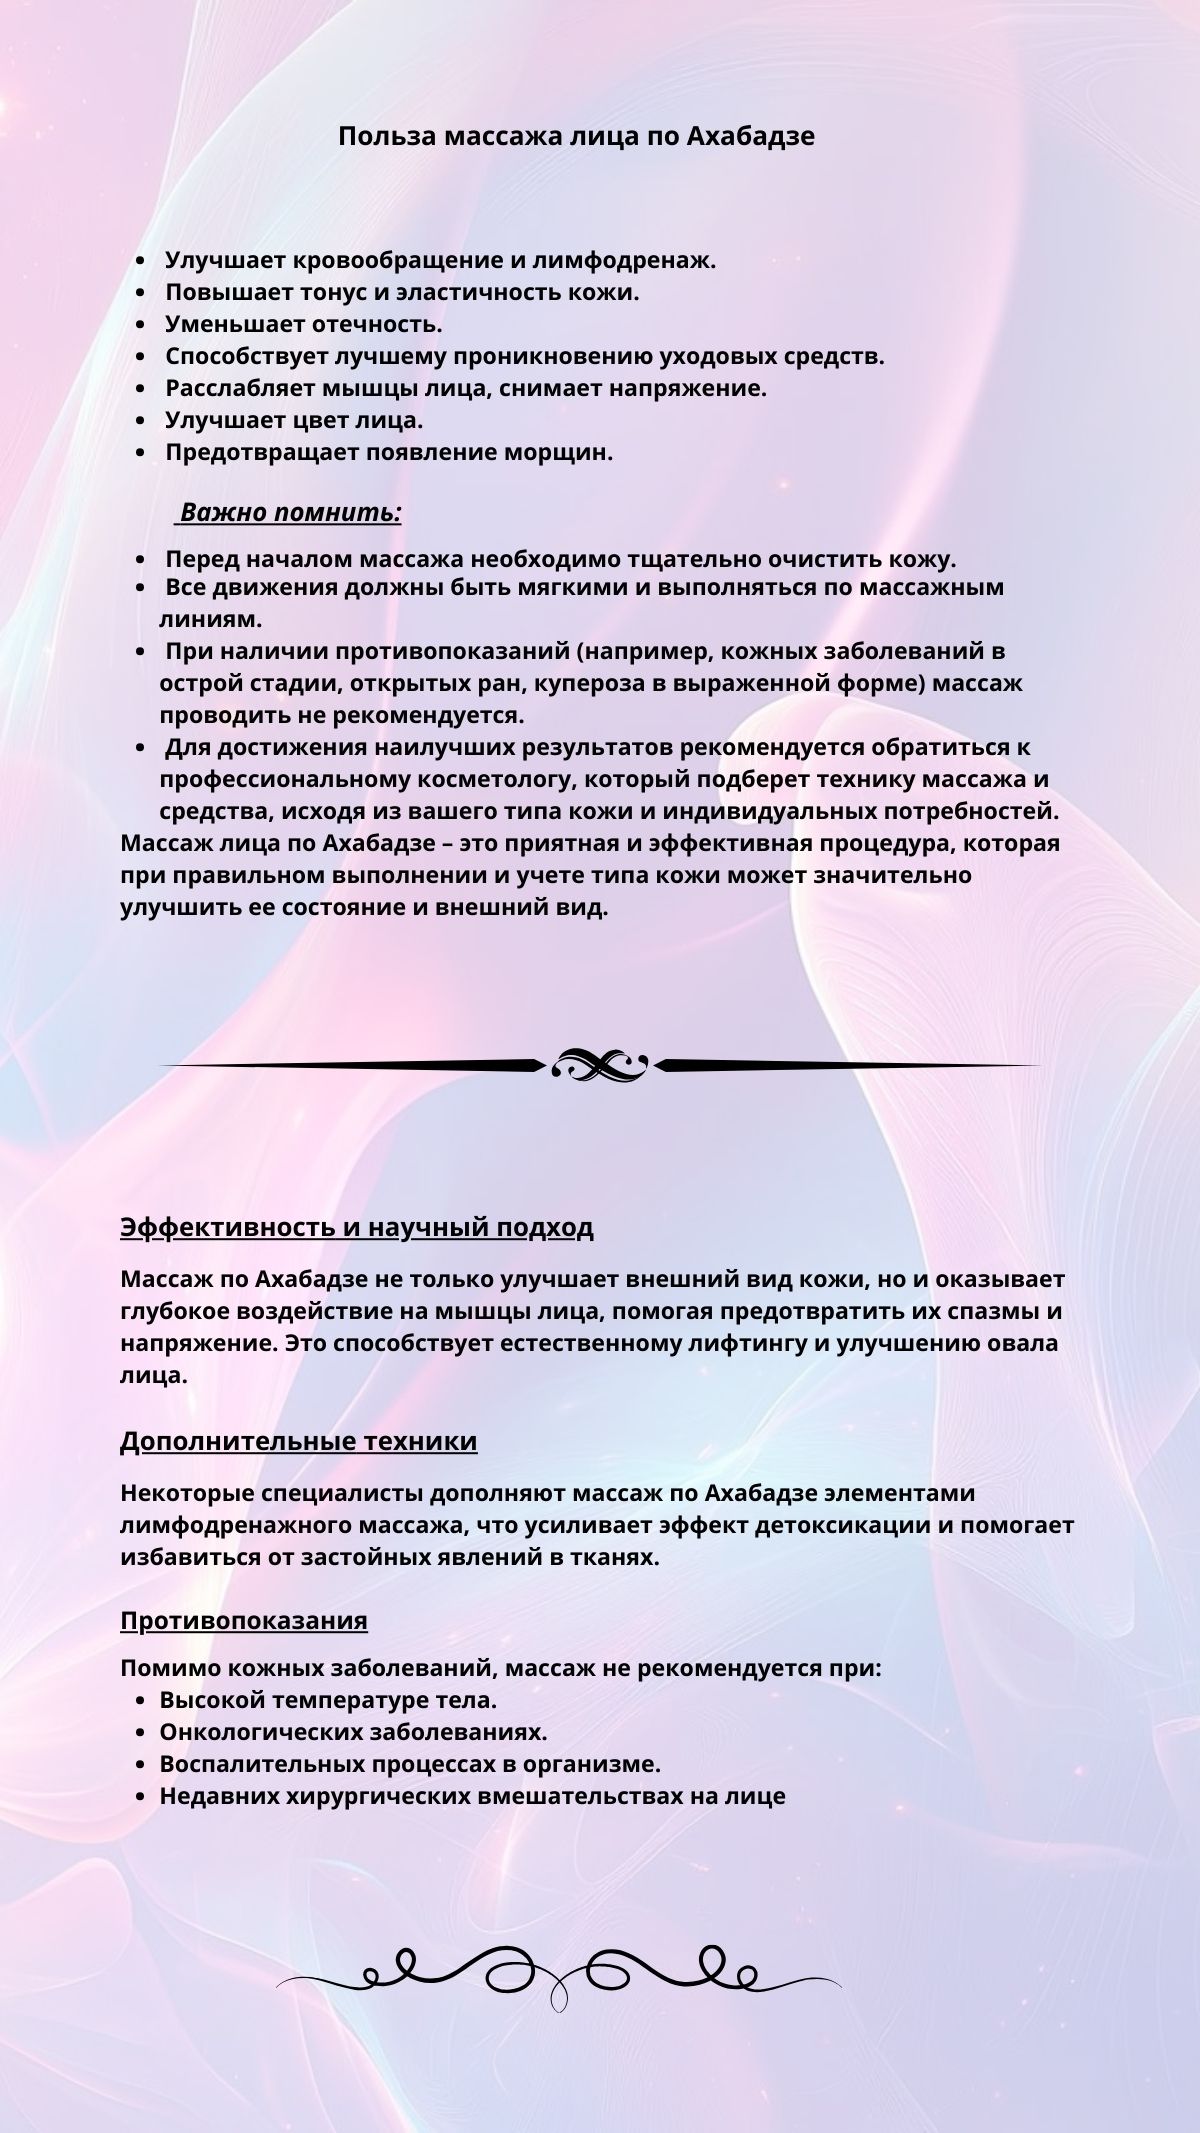 Польза массажа лица по Ахабадзе
• Улучшает кровообращение и лимфодренаж.
• Повышает тонус и эластичность кожи.
• Уменьшает отечность.
• Способствует лучшему проникновению уходовых средств.
• Расслабляет мышцы лица, снимает напряжение.
• Улучшает цвет лица.
• Предотвращает появление морщин.
Важно помнить:
• Перед началом массажа необходимо тщательно очистить кожу.
• Все движения должны быть мягкими и выполняться по массажным
линиям.
• При наличии противопоказаний (например, кожных заболеваний в
острой стадии, открытых ран, купероза в выраженной форме) массаж
проводить не рекомендуется.
• Для достижения наилучших результатов рекомендуется обратиться к
профессиональному косметологу, который подберет технику массажа и
средства, исходя из вашего типа кожи и индивидуальных потребностей.
Массаж лица по Ахабадзе – это приятная и эффективная процедура, которая
при правильном выполнении и учете типа кожи может значительно
улучшить ее состояние и внешний вид.
Эффективность и научный подход
Массаж по Ахабадзе не только улучшает внешний вид кожи, но и оказывает
глубокое воздействие на мышцы лица, помогая предотвратить их спазмы и
напряжение. Это способствует естественному лифтингу и улучшению овала
лица.
Дополнительные техники
Некоторые специалисты дополняют массаж по Ахабадзе элементами
лимфодренажного массажа, что усиливает эффект детоксикации и помогает
избавиться от застойных явлений в тканях.
Противопоказания
Помимо кожных заболеваний, массаж не рекомендуется при:
• Высокой температуре тела.
• Онкологических заболеваниях.
• Воспалительных процессах в организме.
• Недавних хирургических вмешательствах на лице